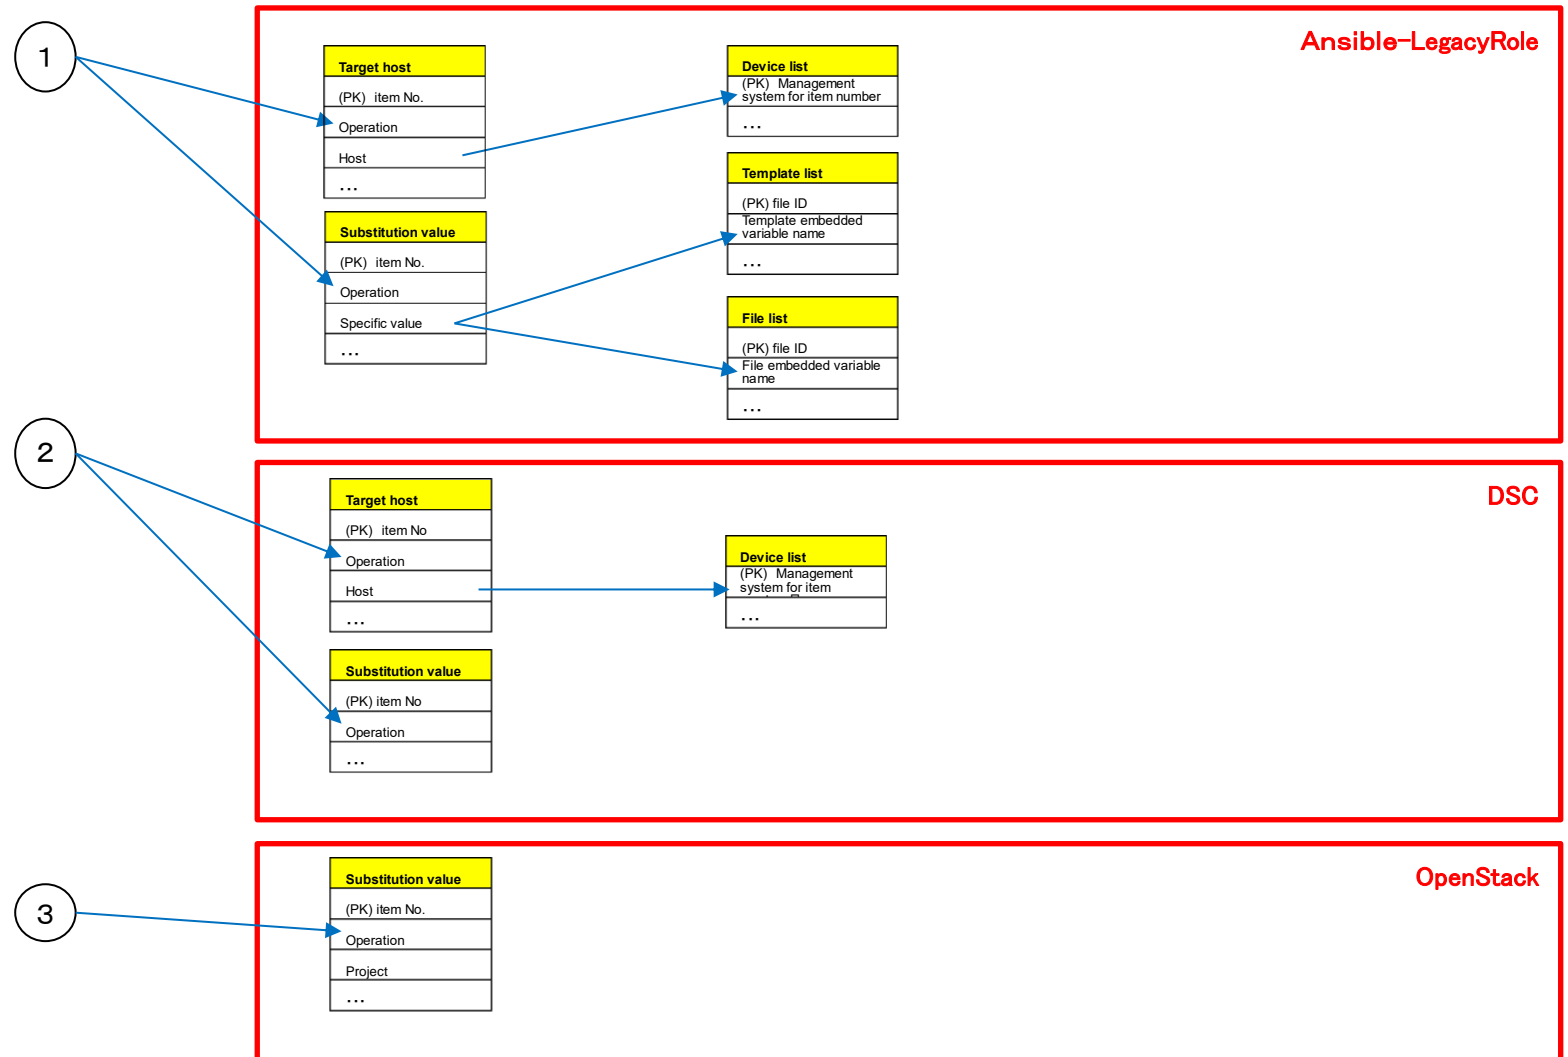 1
Ansible-LegacyRole
Target host
(PK) item No.
Operation
Host
...
Substitution value
(PK) item No.
Operation
Specific value
...
Device list
(PK) Management
system for item number
...
Template list
(PK) file ID
Template embedded
variable name
...
File list
(PK) file ID
File embedded variable
name
...
2
DSC
Target host
(PK) item No
Operation
Host
...
Device list
(PK) Management
system for item
...
Substitution value
(PK) item No
Operation
...
3
OpenStack
Substitution value
(PK) item No.
Operation
Project
...